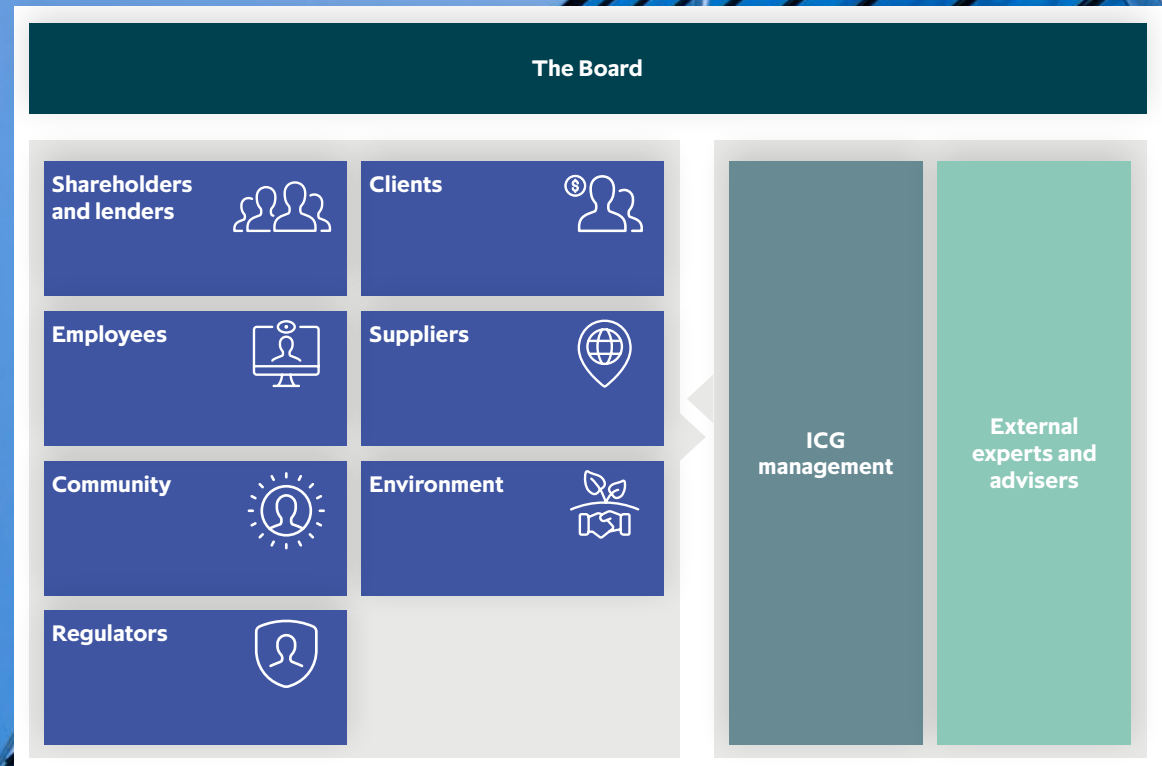 The Board
Shareholders
and lenders
Clients
Employees
Suppliers
Community
Environment
Regulators
ICG
management
External
experts and
advisers